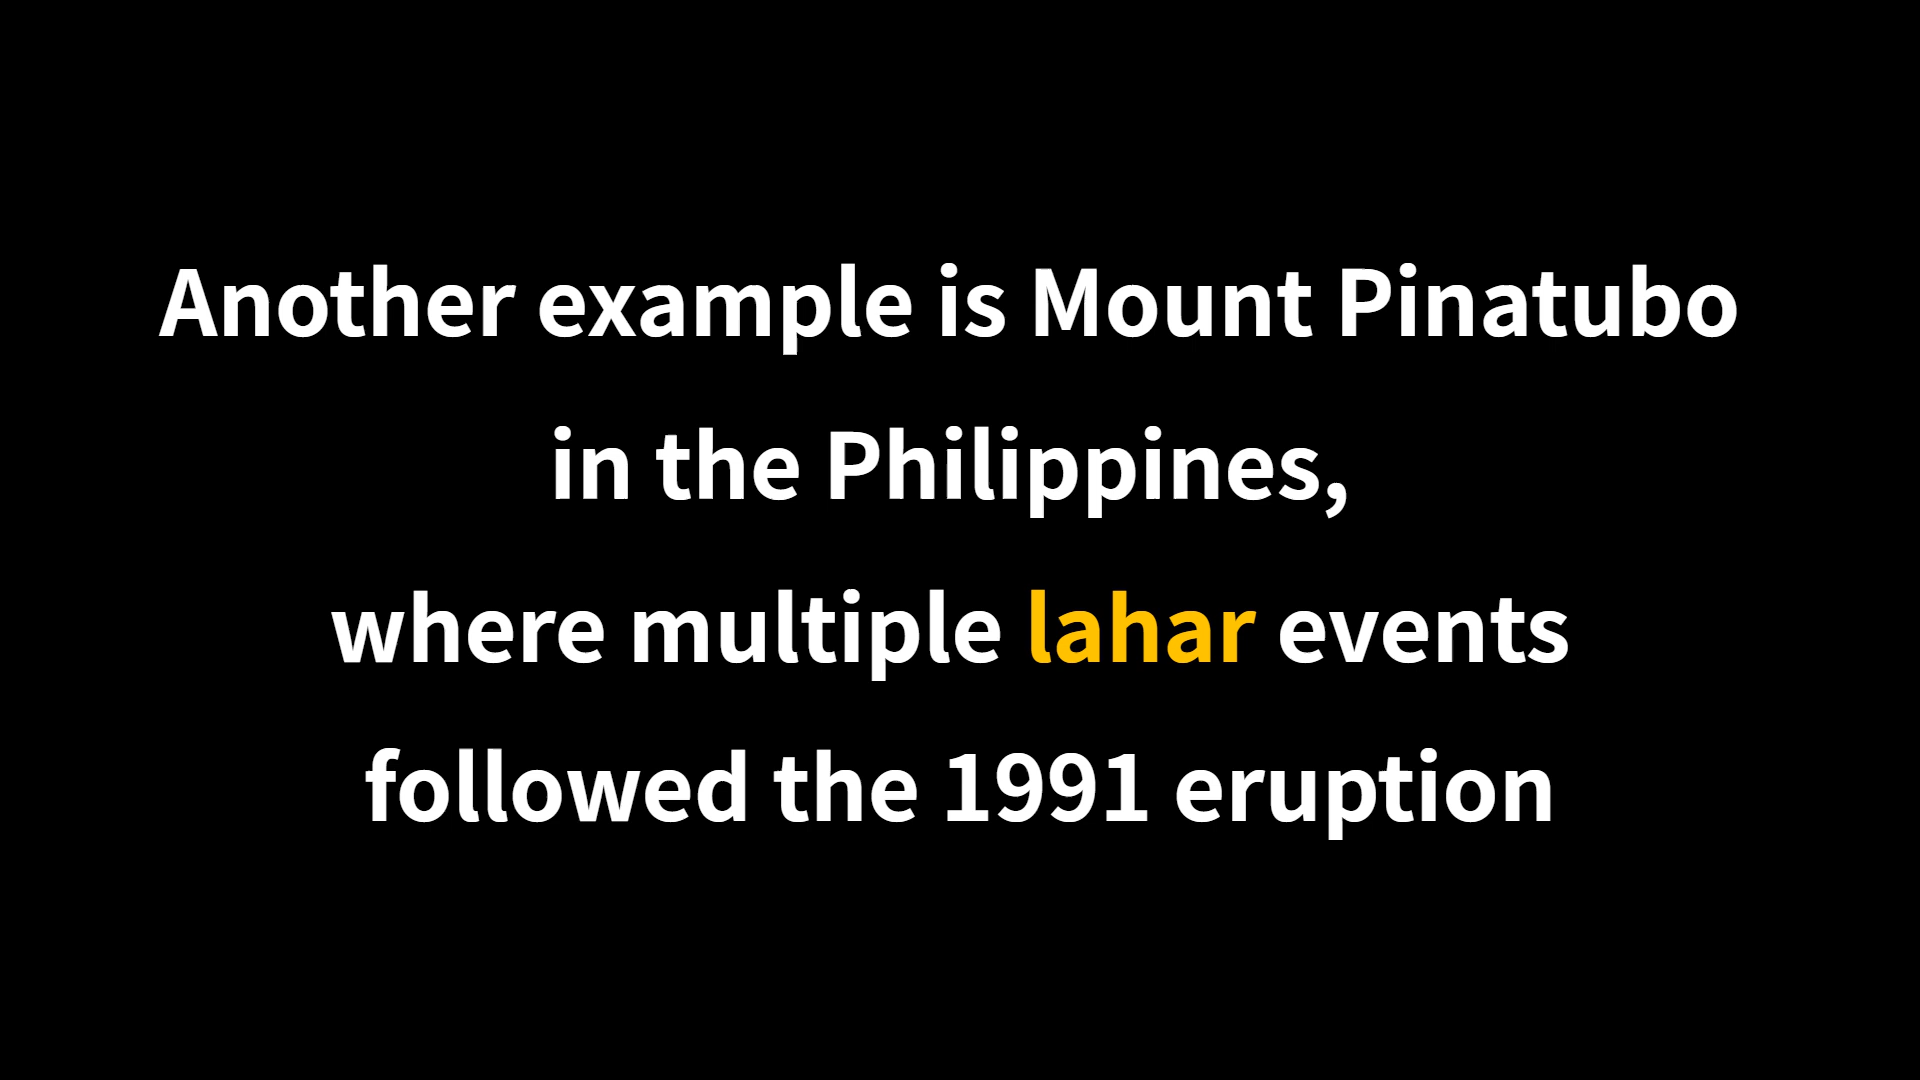 Another example is Mount Pinatubo
in the Philippines,
where multiple lahar events
followed the 1991 eruption